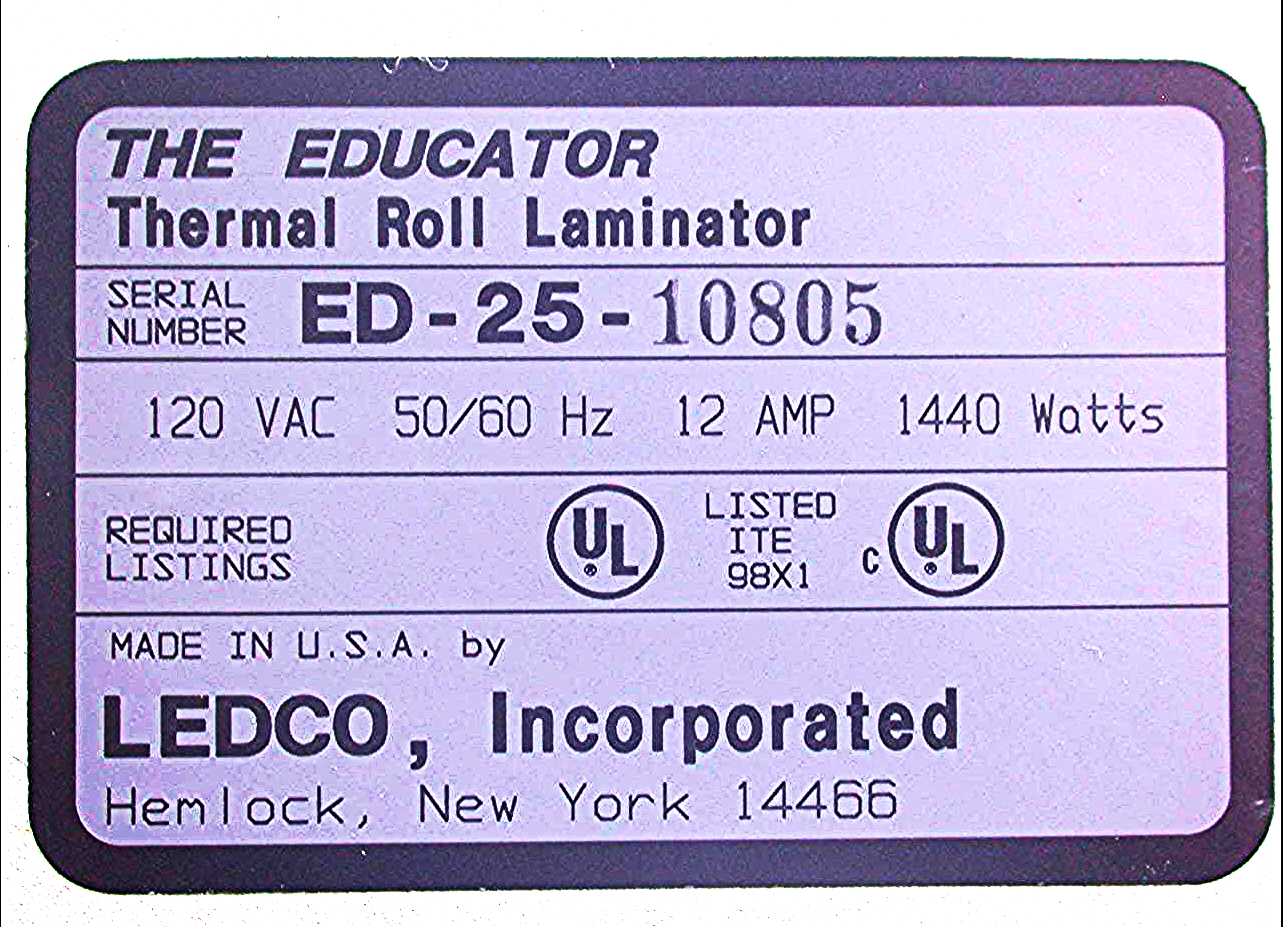 THE EDUCATOR
Thermal Roll Laminator
SERIAL NUMBER ED-25-10805
120 VAC 50/60 Hz 12 AMP 1440 Watts
REQUIRED LISTINGS UL® LISTED ITE 98X1 C UL®
MADE IN U.S.A. by
LEDCO, Incorporated
Hemlock, New York 14466